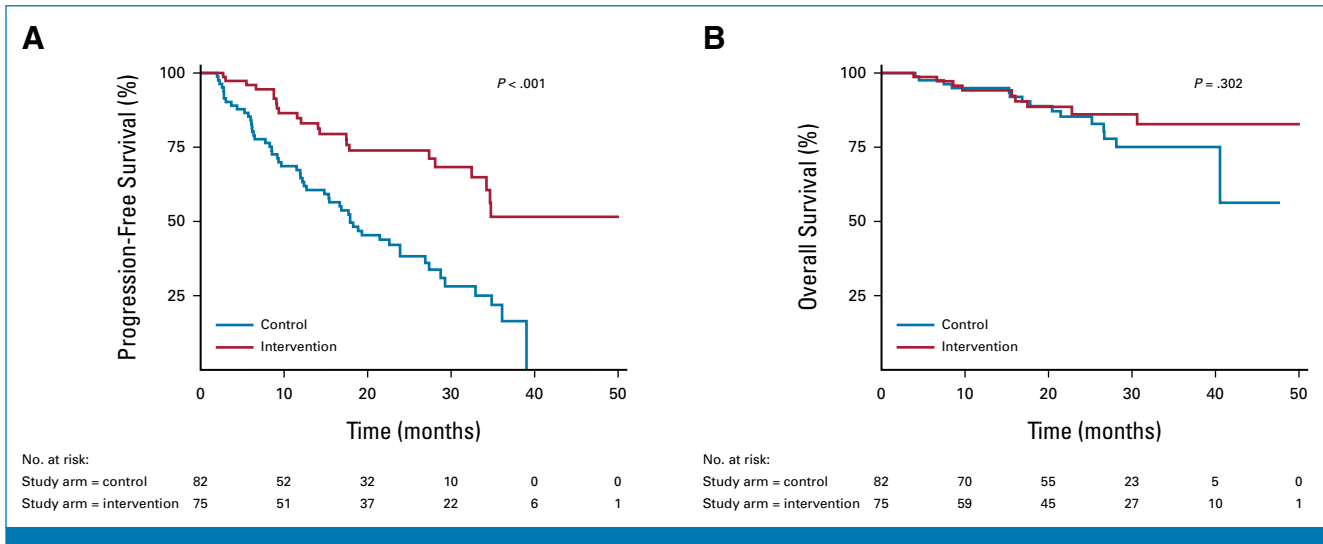 A
Progression-Free Survival (%)
100
75
50
25
P < .001
Control
Intervention
0 10 20 30 40 50
Time (months)
No. at risk:
Study arm = control 82 52 32 10 0 0
Study arm = intervention 75 51 37 22 6 1
B
Overall Survival (%)
100
75
50
25
P = .302
Control
Intervention
0 10 20 30 40 50
Time (months)
No. at risk:
Study arm = control 82 70 55 23 5 0
Study arm = intervention 75 59 45 27 10 1